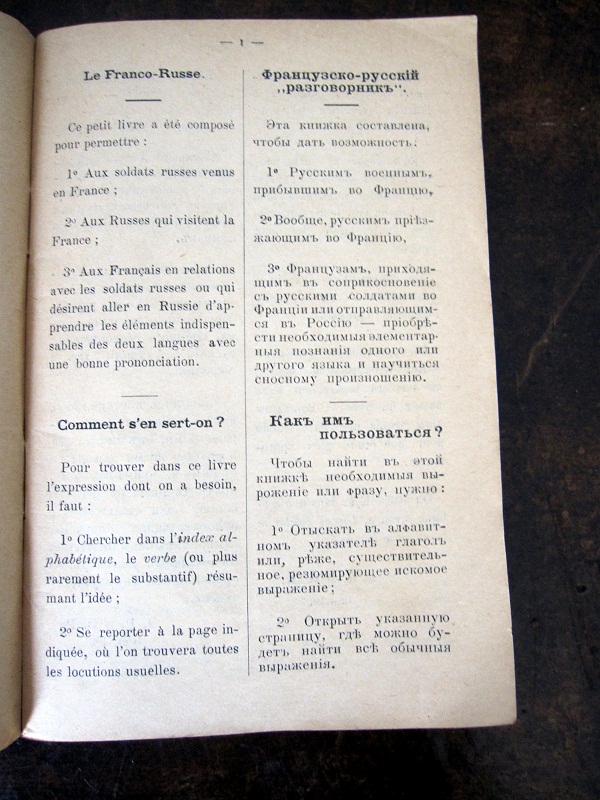 — 1 —
Le Franco-Russe.
Ce petit livre a été composé
pour permettre :
1º Aux soldats russes venus
en France ;
2º Aux Russes qui visitent la
France ;
3º Aux Français en relations
avec les soldats russes ou qui
désirent aller en Russie d'ap-
prendre les éléments indispen-
sables des deux langues avec
une bonne prononciation.
Comment s'en sert-on ?
Pour trouver dans ce livre
l'expression dont on a besoin,
il faut :
1º Chercher dans l'index al-
phabétique, le verbe (ou plus
rarement le substantif) résu-
mant l'idée ;
2º Se reporter à la page in-
diquée, où l'on trouvera toutes
les locutions usuelles.
Французско-русскій
„разговорникъ“.
Эта книжка составлена,
чтобы дать возможность:
1º Русскимъ военнымъ,
прибывшимъ во Францію,
2º Вообще, русскимъ пріѣз-
жающимъ во Францію,
3º Французамъ, приходя-
щимъ въ соприкосновеніе
съ русскими солдатами во
Франціи или отправляющим-
ся въ Россію — пріобрѣ-
сти необходимыя элементар-
ныя познанія одного или
другого языка и научиться
сносному произношенію.
Какъ имъ
пользоваться ?
Чтобы найти въ этой
книжкѣ необходимыя вы-
роженіе или фразу, нужно :
1º Отыскать въ алфавит-
номъ указателѣ глаголъ
или, рѣже, существитель-
ное, резюмирующее искомое
выраженіе ;
2º Открыть указанную
страницу, гдѣ можно бу-
детъ найти всѣ обычныя
выраженія.